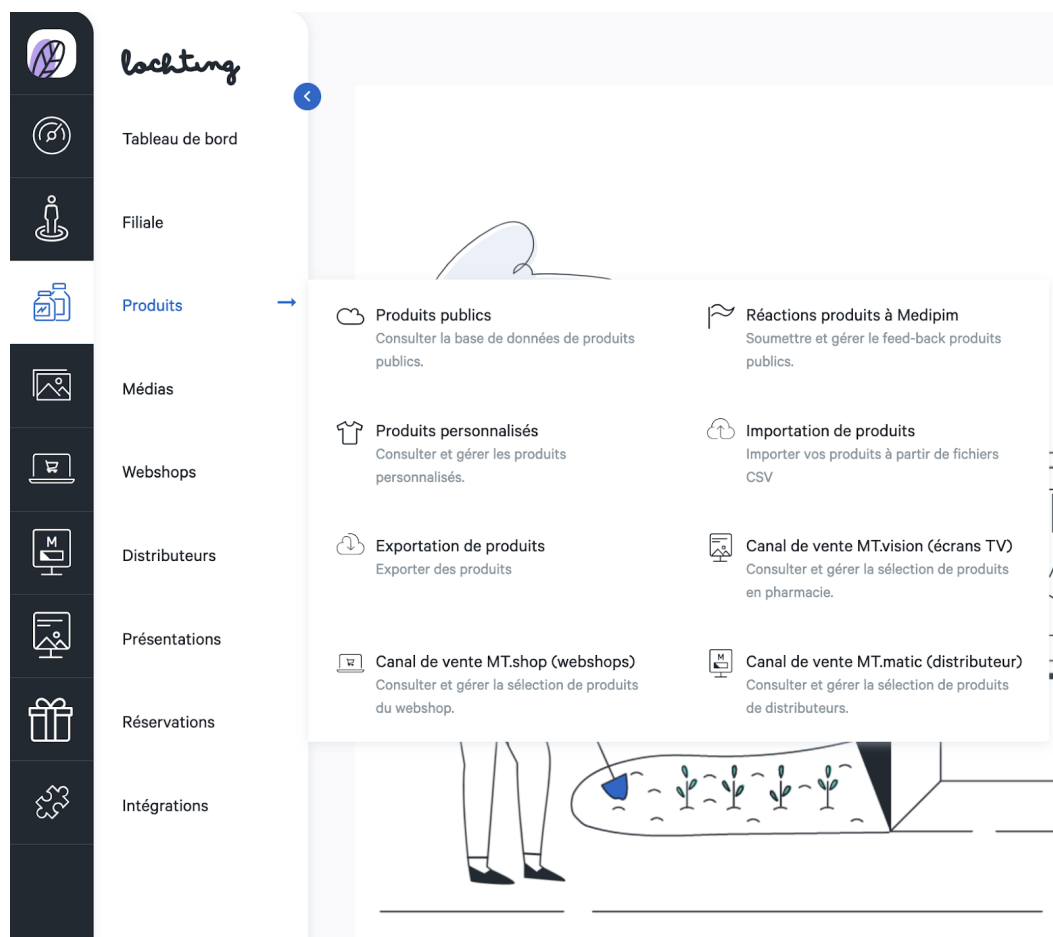 lochting
Tableau de bord
Filiale
Produits
Médias
Webshops
M
Distributeurs
Présentations
Réservations
Intégrations
Produits publics
Consulter la base de données de produits
publics.
Réactions produits à Medipim
Soumettre et gérer le feed-back produits
publics.
Produits personnalisés
Consulter et gérer les produits
personnalisés.
Importation de produits
Importer vos produits à partir de fichiers
CSV
Exportation de produits
Exporter des produits
Canal de vente MT.vision (écrans TV)
Consulter et gérer la sélection de produits
en pharmacie.
Canal de vente MT.shop (webshops)
Consulter et gérer la sélection de produits
du webshop.
M
Canal de vente MT.matic (distributeur)
Consulter et gérer la sélection de produits
de distributeurs.